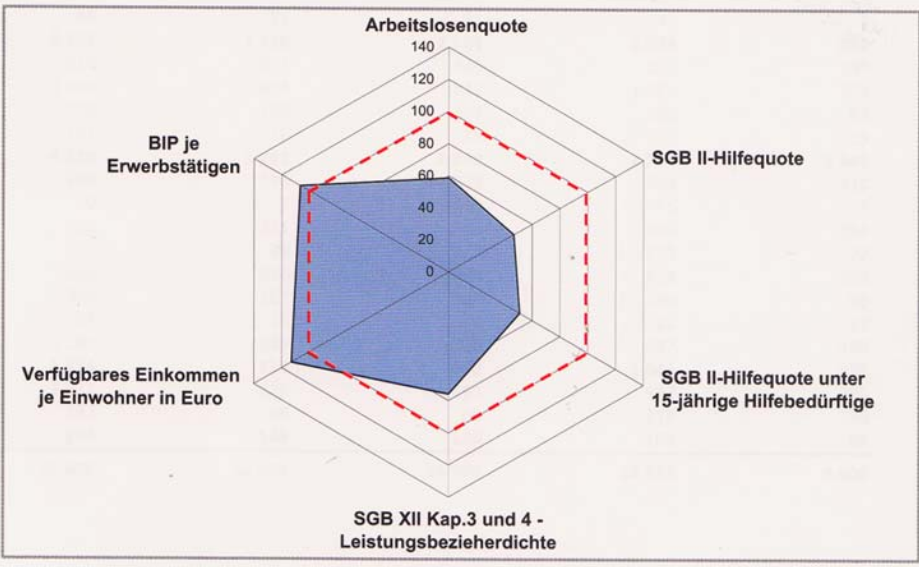 Arbeitslosenquote
140
120
100
80
60
40
20
0
SGB II-Hilfequote
SGB II-Hilfequote unter
15-jährige Hilfebedürftige
SGB XII Kap.3 und 4 -
Leistungsbezieherdichte
Verfügbares Einkommen
je Einwohner in Euro
BIP je
Erwerbstätigen